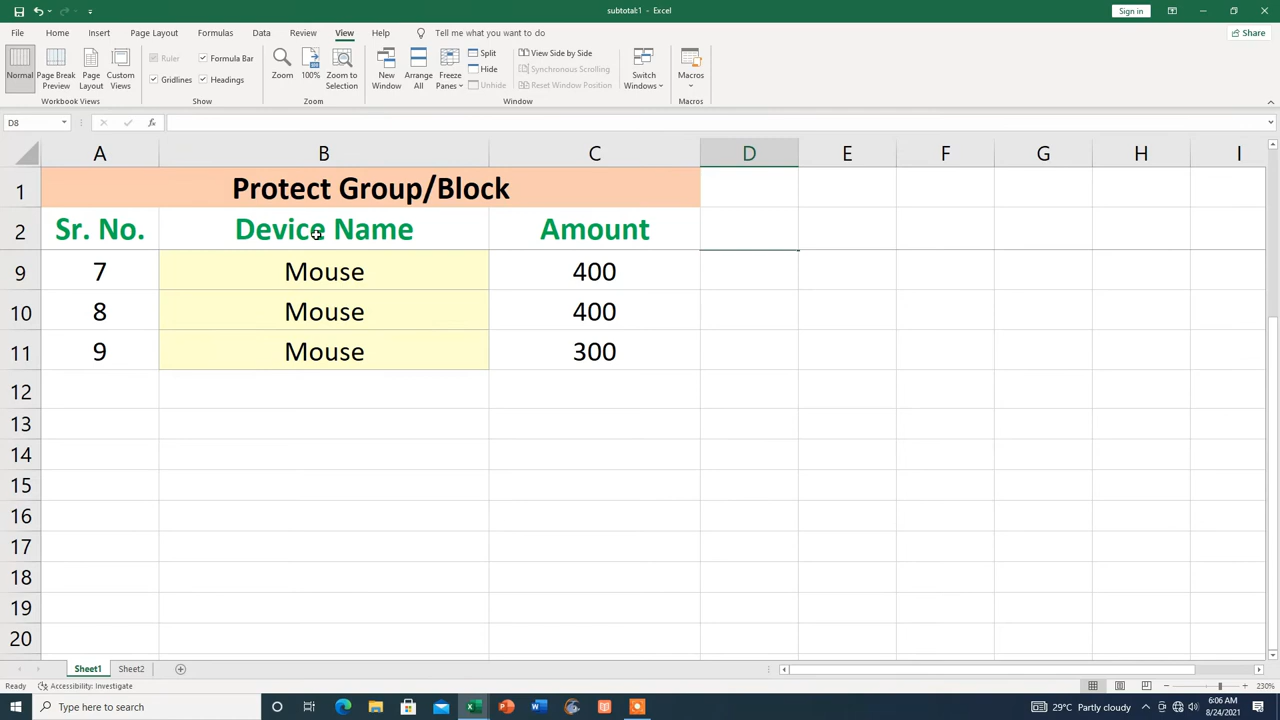 subtotal:1 - Excel
Sign in
File Home Insert Page Layout Formulas Data Review View Help Tell me what you want to do Share
Normal Page Break Preview Page Layout Custom Views
Workbook Views
Ruler Formula Bar
Gridlines Headings
Show
Zoom 100% Zoom to Selection
Zoom
New Window Arrange All Freeze Panes
Split
Hide
Unhide
View Side by Side
Synchronous Scrolling
Reset Window Position
Switch Windows
Window
Macros
Macros
D8 fx
A B C D E F G H I
1 Protect Group/Block
2 Sr. No. Device Name Amount
9 7 Mouse 400
10 8 Mouse 400
11 9 Mouse 300
12
13
14
15
16
17
18
19
20
Sheet1 Sheet2
Ready Accessibility: Investigate 230%
Type here to search 29°C Partly cloudy 6:06 AM
8/24/2021